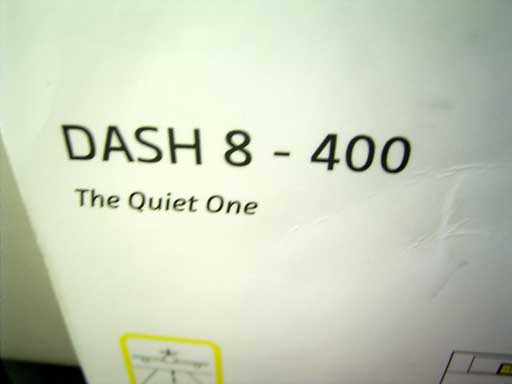 DASH 8 - 400
The Quiet One